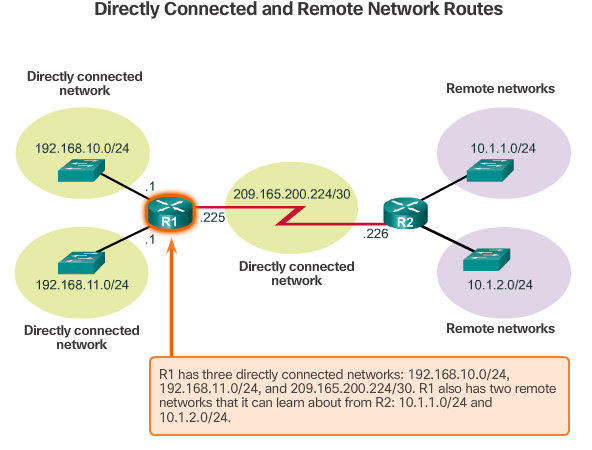 Directly Connected and Remote Network Routes
Directly connected
network
Remote networks
192.168.10.0/24
10.1.1.0/24
.1
209.165.200.224/30
R1
.225
R2
.226
.1
Directly connected
network
192.168.11.0/24
10.1.2.0/24
Directly connected
network
Remote networks
R1 has three directly connected networks: 192.168.10.0/24,
192.168.11.0/24, and 209.165.200.224/30. R1 also has two remote
networks that it can learn about from R2: 10.1.1.0/24 and
10.1.2.0/24.